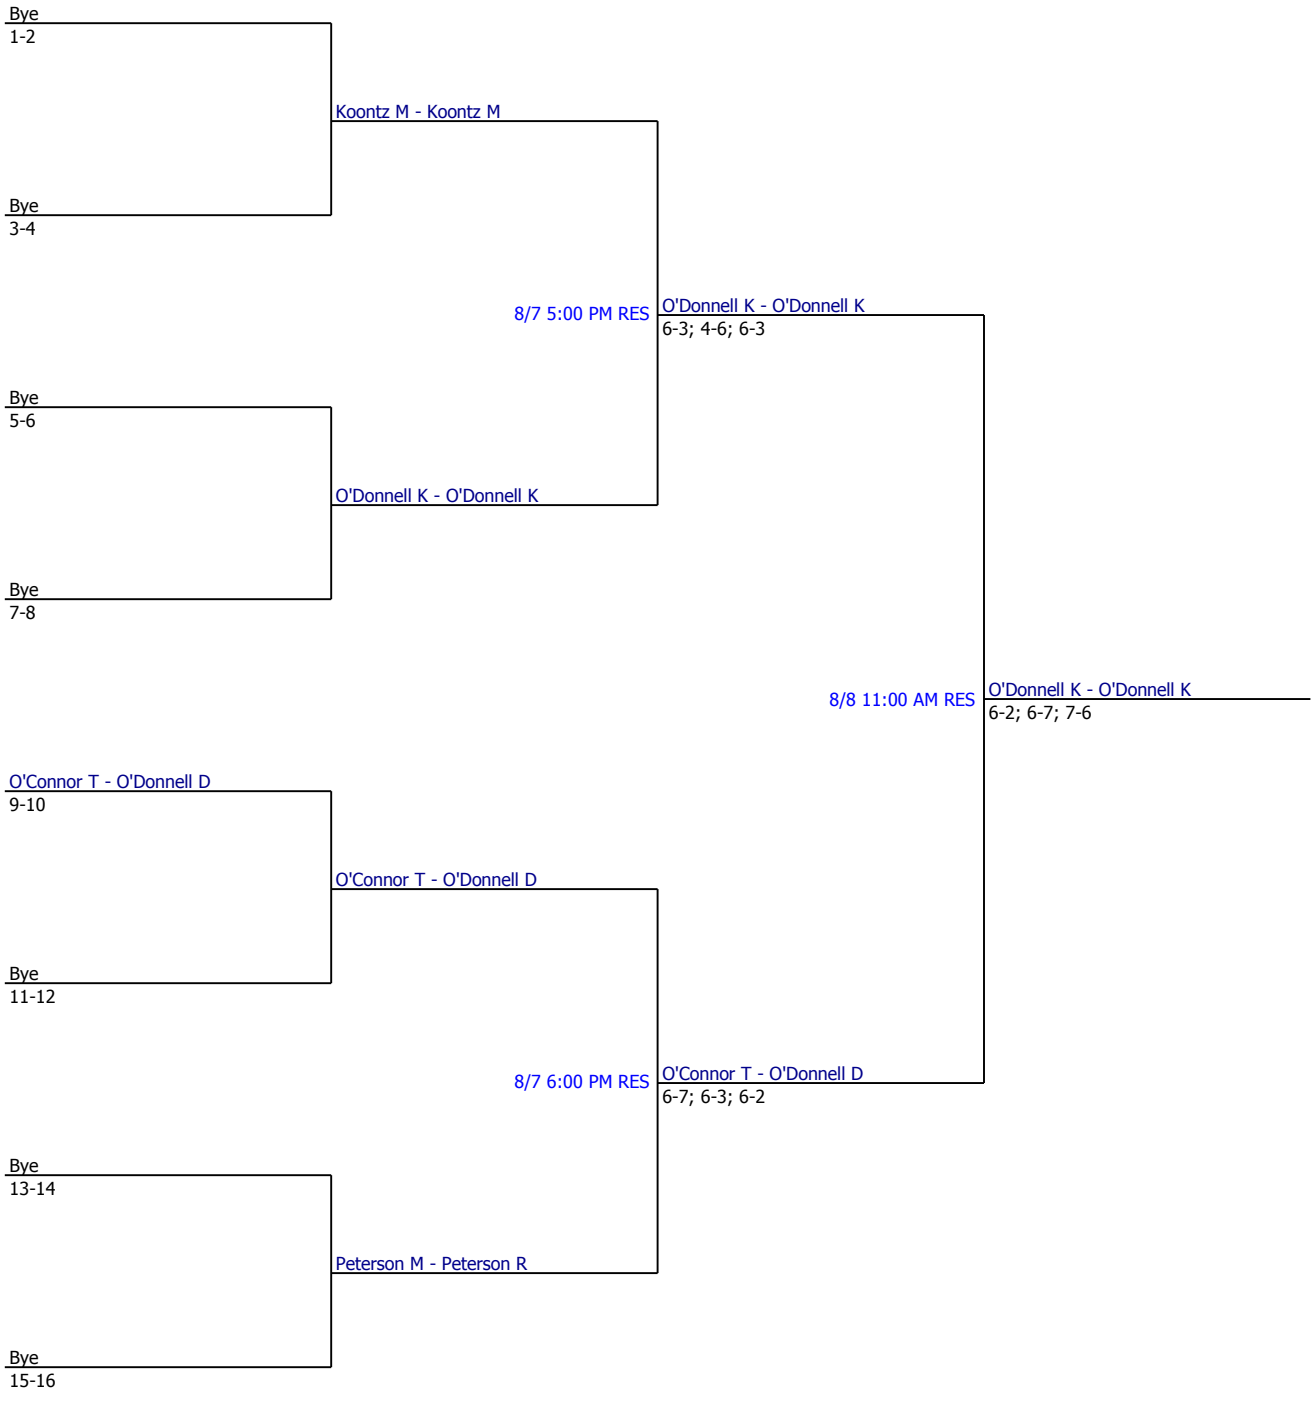 Bye
1-2
Koontz M - Koontz M
Bye
3-4
8/7 5:00 PM RES
O'Donnell K - O'Donnell K
6-3; 4-6; 6-3
Bye
5-6
O'Donnell K - O'Donnell K
Bye
7-8
8/8 11:00 AM RES
O'Donnell K - O'Donnell K
6-2; 6-7; 7-6
O'Connor T - O'Donnell D
9-10
O'Connor T - O'Donnell D
Bye
11-12
8/7 6:00 PM RES
O'Connor T - O'Donnell D
6-7; 6-3; 6-2
Bye
13-14
Peterson M - Peterson R
Bye
15-16